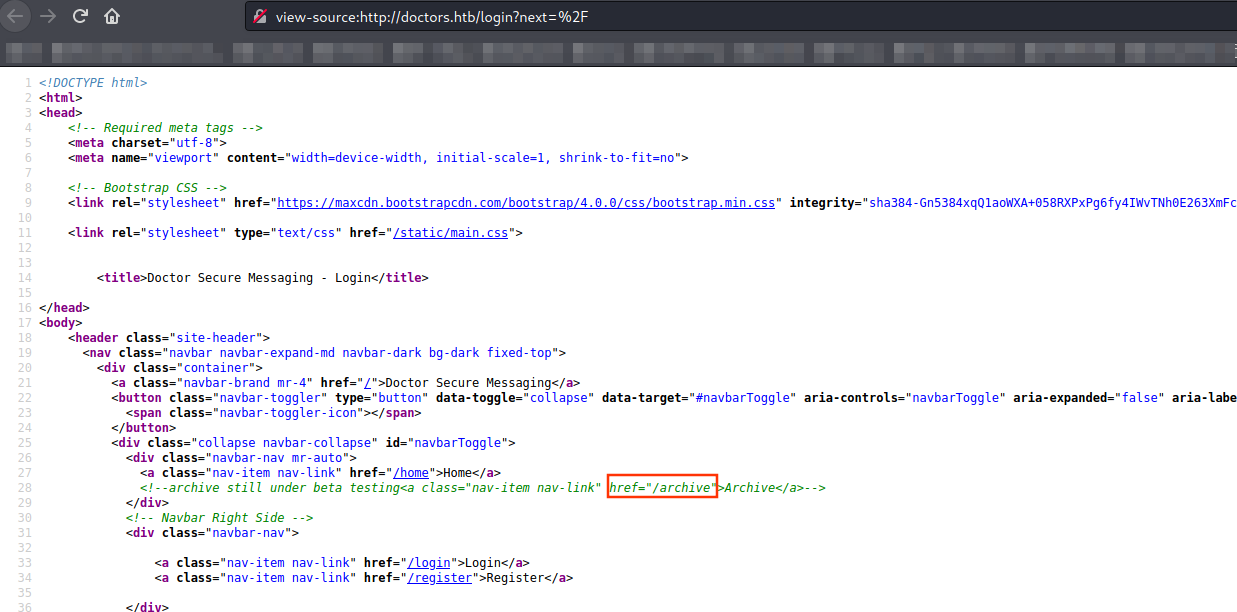 view-source:http://doctors.htb/login?next=%2F
1 <!DOCTYPE html>
2 <html>
3 <head>
4 <!-- Required meta tags -->
5 <meta charset="utf-8">
6 <meta name="viewport" content="width=device-width, initial-scale=1, shrink-to-fit=no">
7
8 <!-- Bootstrap CSS -->
9 <link rel="stylesheet" href="https://maxcdn.bootstrapcdn.com/bootstrap/4.0.0/css/bootstrap.min.css" integrity="sha384-Gn5384xqQ1aoWXA+058RXPxPg6fy4IWvTNh0E263XmFc
10
11 <link rel="stylesheet" type="text/css" href="/static/main.css">
12
13
14 <title>Doctor Secure Messaging - Login</title>
15
16 </head>
17 <body>
18 <header class="site-header">
19 <nav class="navbar navbar-expand-md navbar-dark bg-dark fixed-top">
20 <div class="container">
21 <a class="navbar-brand mr-4" href="/">Doctor Secure Messaging</a>
22 <button class="navbar-toggler" type="button" data-toggle="collapse" data-target="#navbarToggle" aria-controls="navbarToggle" aria-expanded="false" aria-labe
23 <span class="navbar-toggler-icon"></span>
24 </button>
25 <div class="collapse navbar-collapse" id="navbarToggle">
26 <div class="navbar-nav mr-auto">
27 <a class="nav-item nav-link" href="/home">Home</a>
28 <!--archive still under beta testing<a class="nav-item nav-link" href="/archive">Archive</a>-->
29 </div>
30 <!-- Navbar Right Side -->
31 <div class="navbar-nav">
32
33 <a class="nav-item nav-link" href="/login">Login</a>
34 <a class="nav-item nav-link" href="/register">Register</a>
35
36 </div>